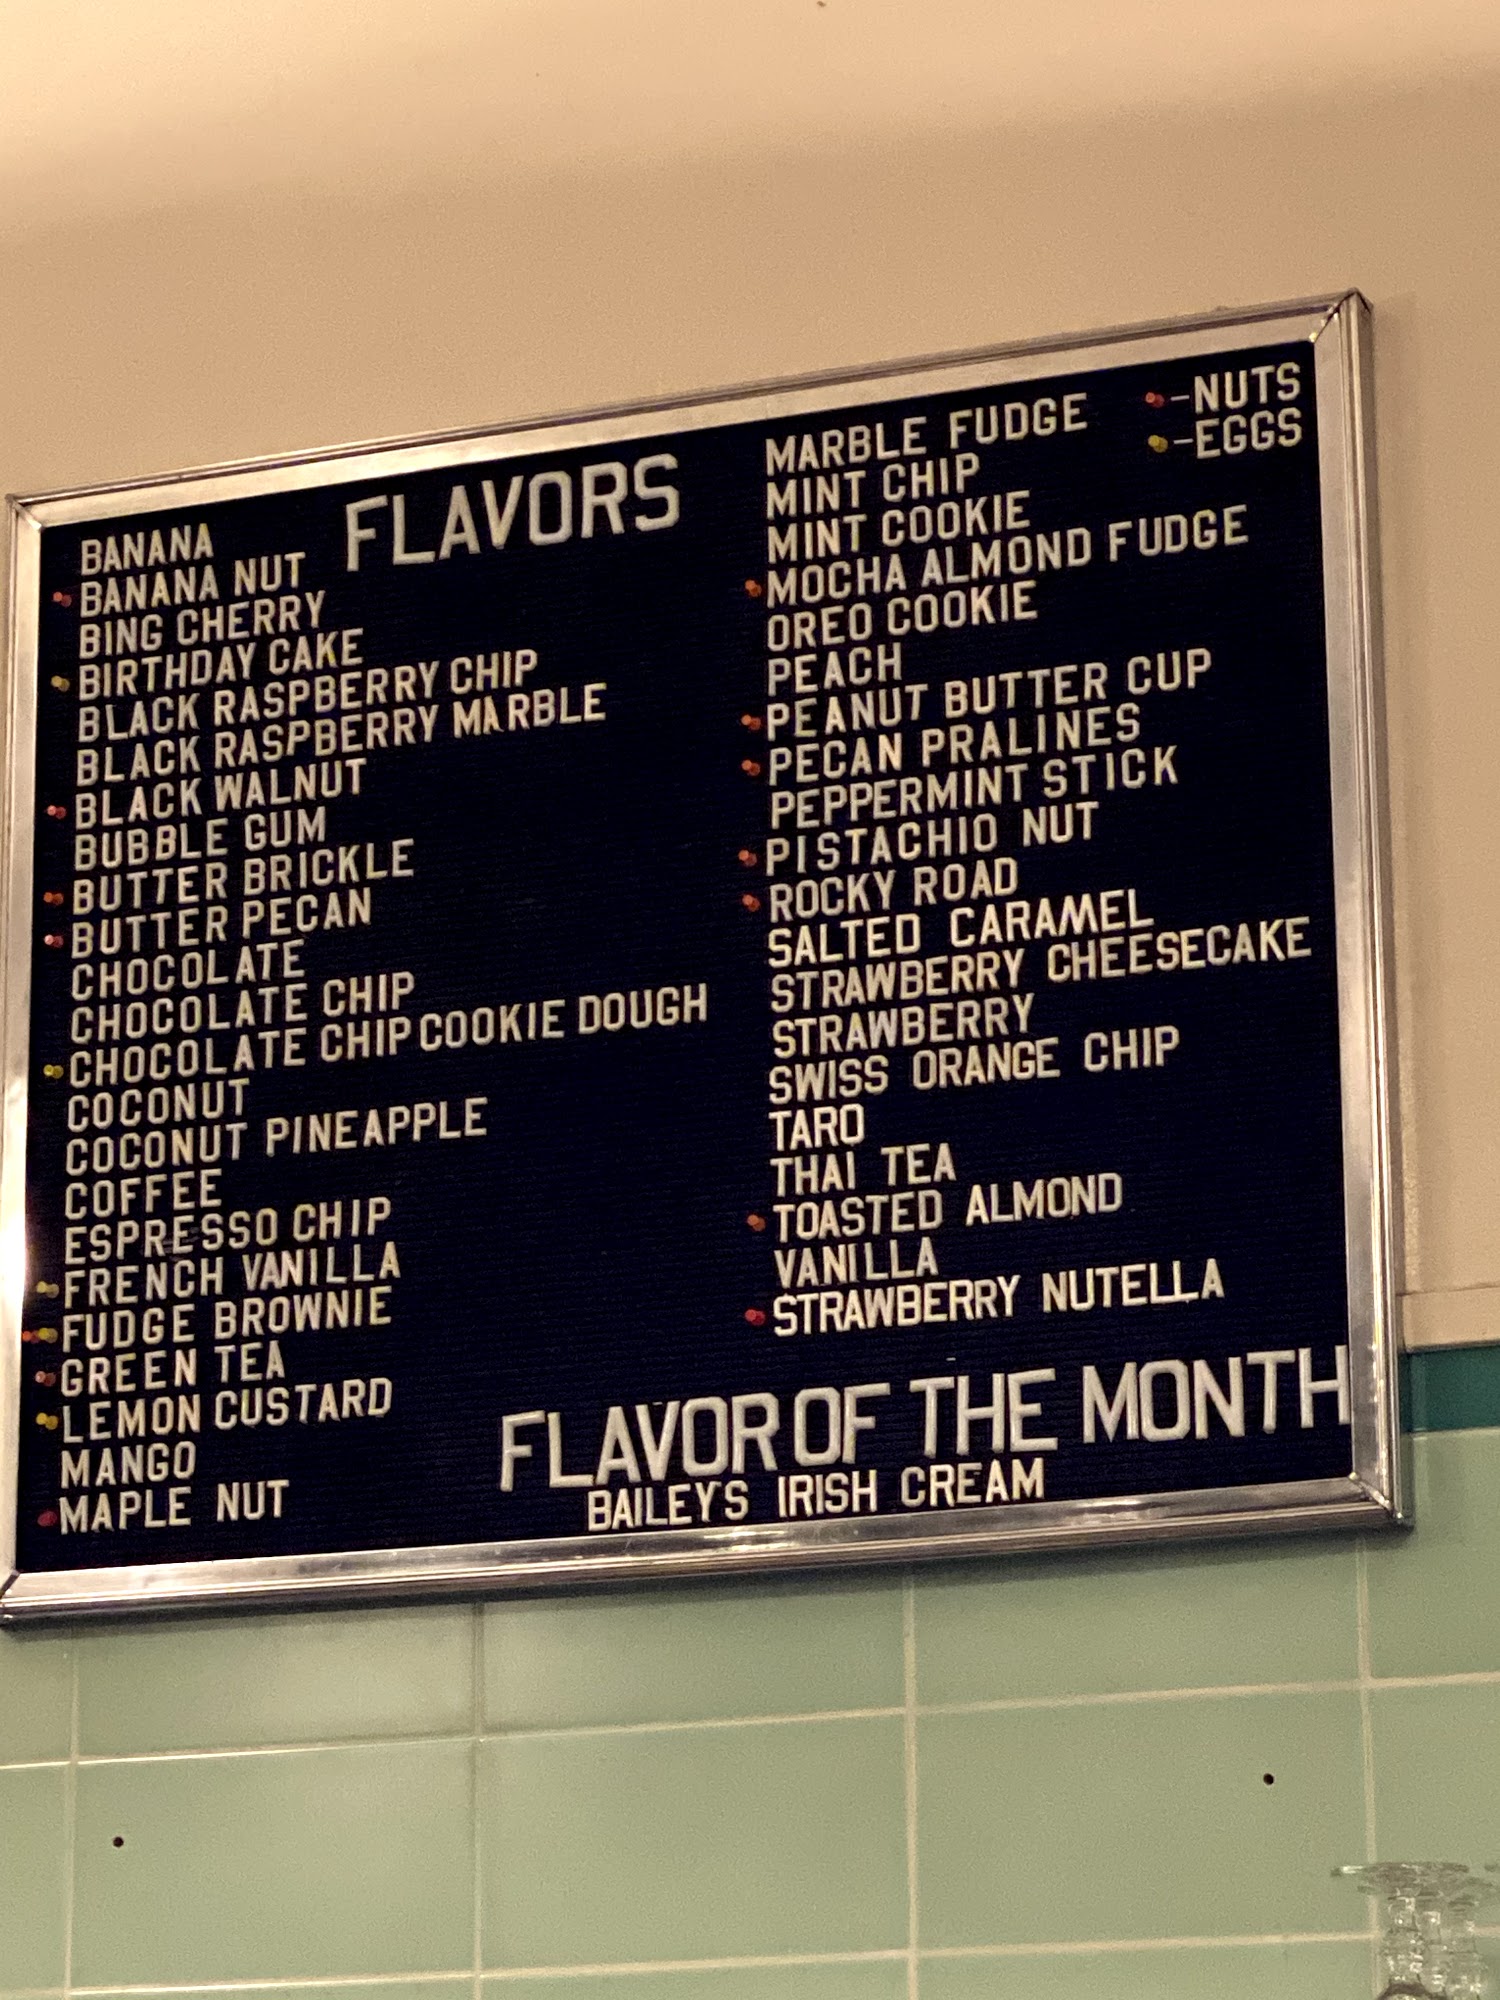 FLAVORS
BANANA
BANANA NUT
BING CHERRY
BIRTHDAY CAKE
BLACK RASPBERRY CHIP
BLACK RASPBERRY MARBLE
BLACK WALNUT
BUBBLE GUM
BUTTER BRICKLE
BUTTER PECAN
CHOCOLATE
CHOCOLATE CHIP
CHOCOLATE CHIP COOKIE DOUGH
COCONUT
COCONUT PINEAPPLE
COFFEE
ESPRESSO CHIP
FRENCH VANILLA
FUDGE BROWNIE
GREEN TEA
LEMON CUSTARD
MANGO
MAPLE NUT
-NUTS
-EGGS
MARBLE FUDGE
MINT CHIP
MINT COOKIE
MOCHA ALMOND FUDGE
OREO COOKIE
PEACH
PEANUT BUTTER CUP
PECAN PRALINES
PEPPERMINT STICK
PISTACHIO NUT
ROCKY ROAD
SALTED CARAMEL
STRAWBERRY CHEESECAKE
STRAWBERRY
SWISS ORANGE CHIP
TARO
THAI TEA
TOASTED ALMOND
VANILLA
STRAWBERRY NUTELLA
FLAVOR OF THE MONTH
BAILEYS IRISH CREAM